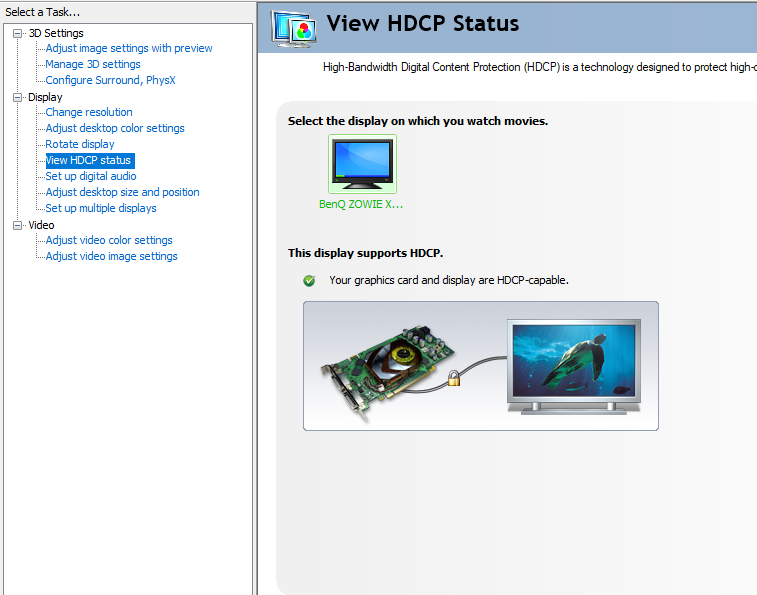 Select a Task...
3D Settings
Adjust image settings with preview
Manage 3D settings
Configure Surround, PhysX
Display
Change resolution
Adjust desktop color settings
Rotate display
View HDCP status
Set up digital audio
Adjust desktop size and position
Set up multiple displays
Video
Adjust video color settings
Adjust video image settings
View HDCP Status
High-Bandwidth Digital Content Protection (HDCP) is a technology designed to protect high-
Select the display on which you watch movies.
BenQ ZOWIE X...
This display supports HDCP.
Your graphics card and display are HDCP-capable.